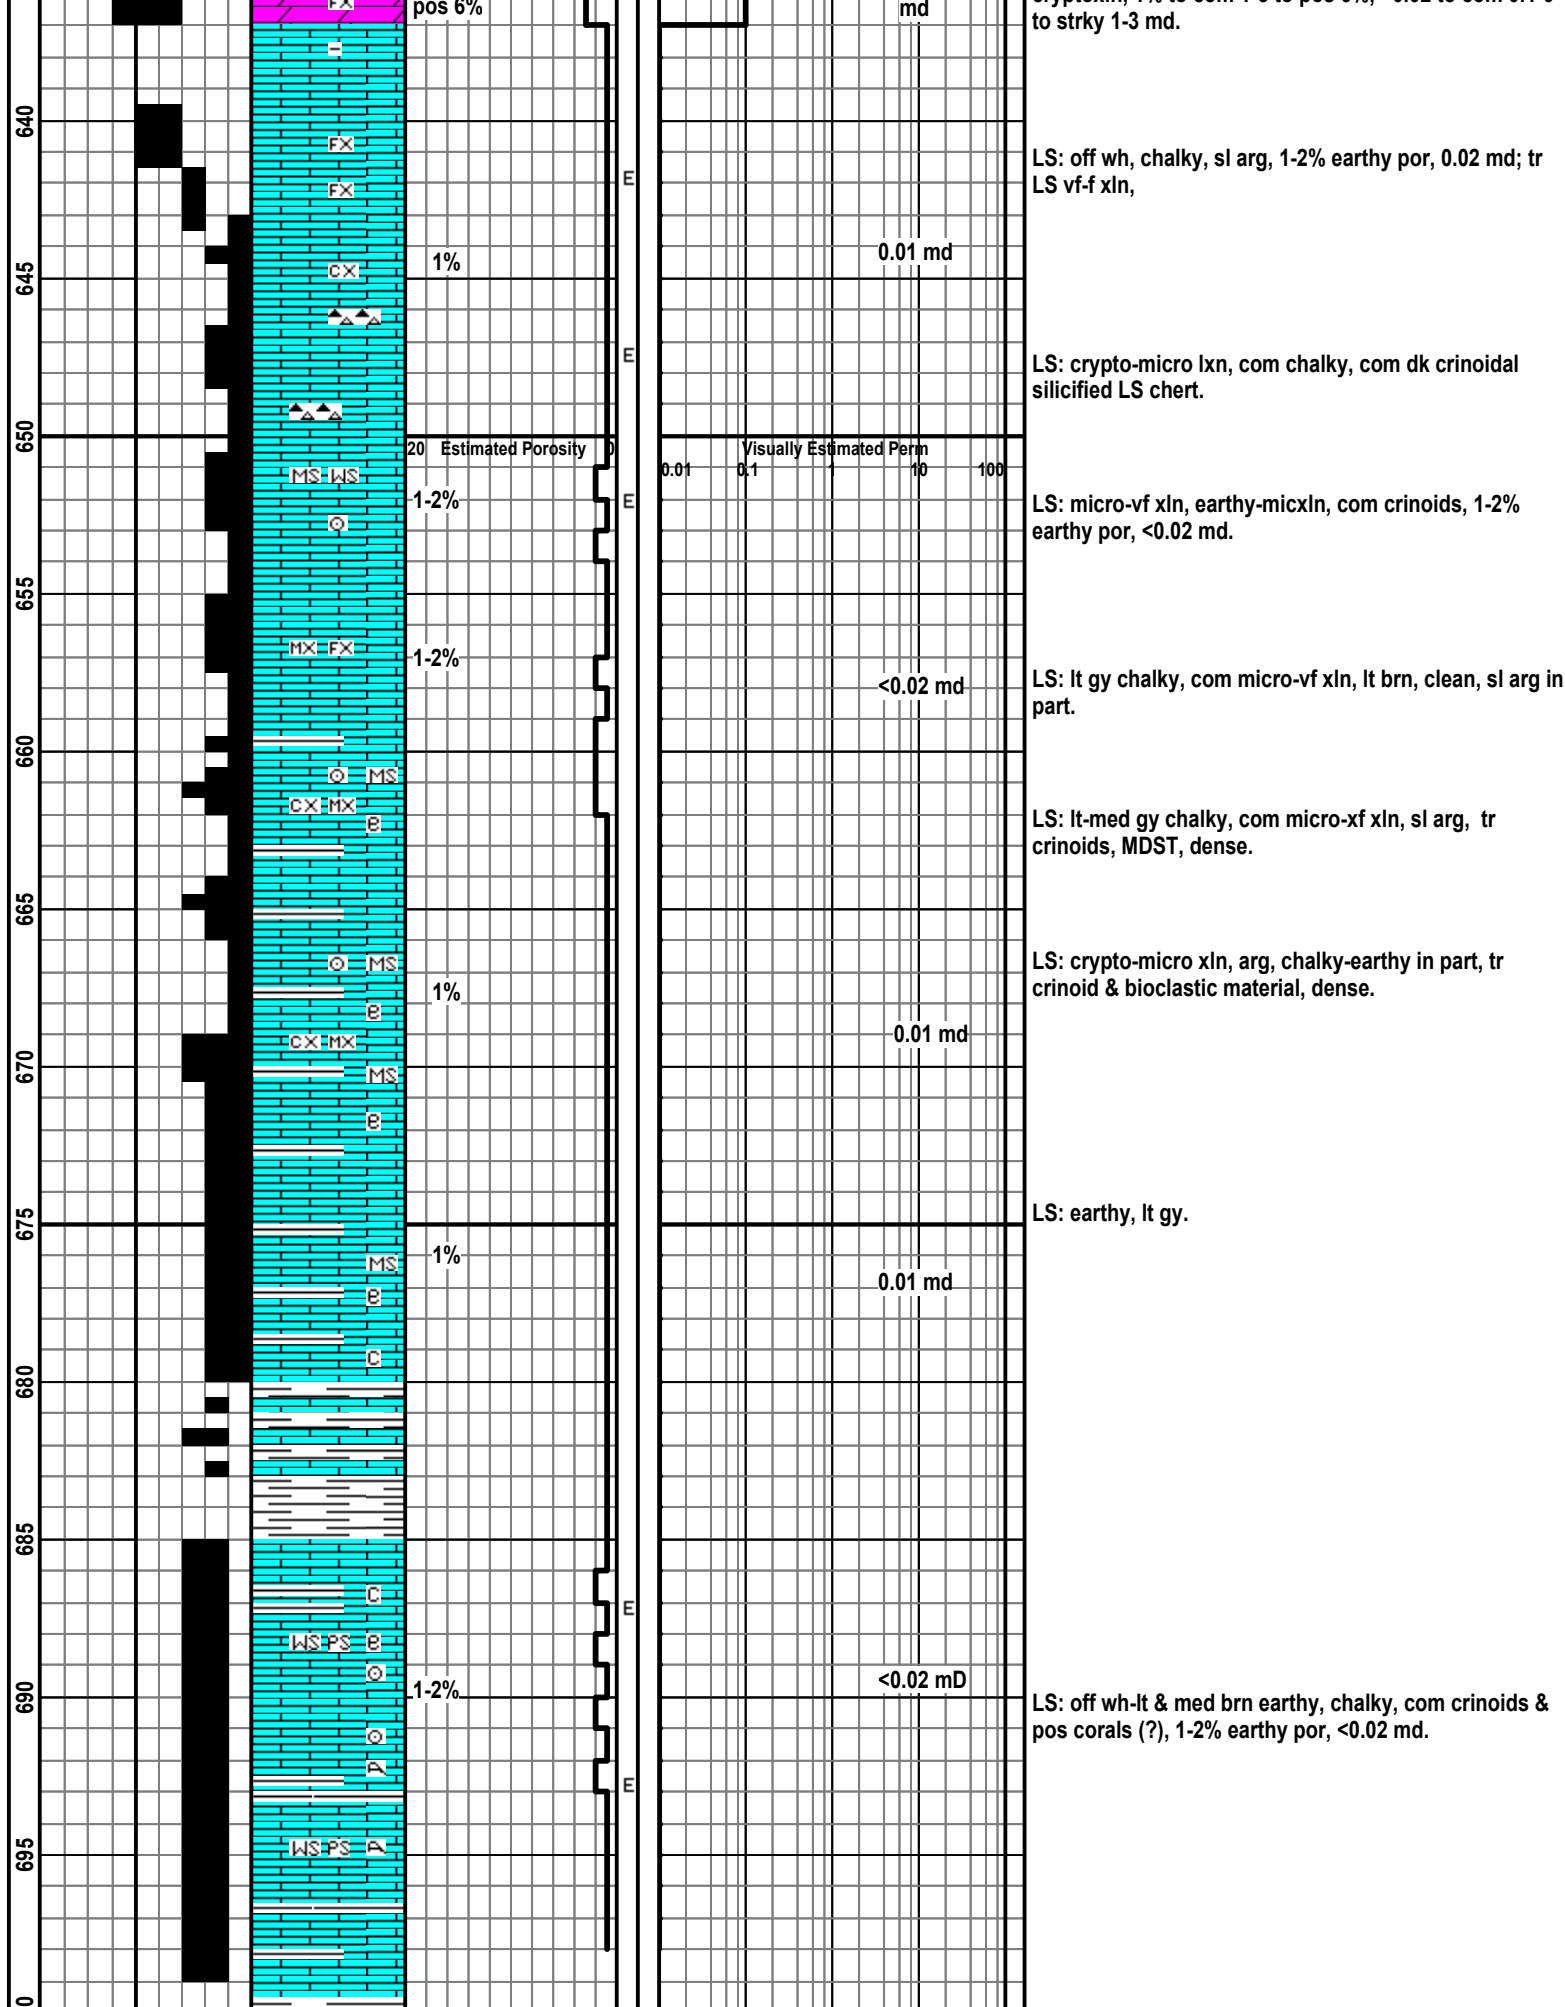 FX
pos 6%
md
to strky 1-3 md.
640
FX
LS: off wh, chalky, sl arg, 1-2% earthy por, 0.02 md; tr
LS vf-f xln,
E
FX
1%
0.01 md
CX
645
E
LS: crypto-micro lxn, com chalky, com dk crinoidal
silicified LS chert.
650
20 Estimated Porosity 0
Visually Estimated Perm
0.01 0.1 1 10 100
MS WS
1-2%
E
LS: micro-vf xln, earthy-micxln, com crinoids, 1-2%
earthy por, <0.02 md.
655
MX FX
1-2%
<0.02 md
LS: lt gy chalky, com micro-vf xln, lt brn, clean, sl arg in
part.
660
MS
CX MX
e
LS: lt-med gy chalky, com micro-xf xln, sl arg, tr
crinoids, MDST, dense.
665
MS
LS: crypto-micro xln, arg, chalky-earthy in part, tr
crinoid & bioclastic material, dense.
1%
e
0.01 md
CX MX
670
MS
e
675
LS: earthy, lt gy.
1%
MS
0.01 md
e
C
680
685
C
E
WS PS e
1-2%
<0.02 mD
690
LS: off wh-lt & med brn earthy, chalky, com crinoids &
pos corals (?), 1-2% earthy por, <0.02 md.
A
E
695
WS PS A
0